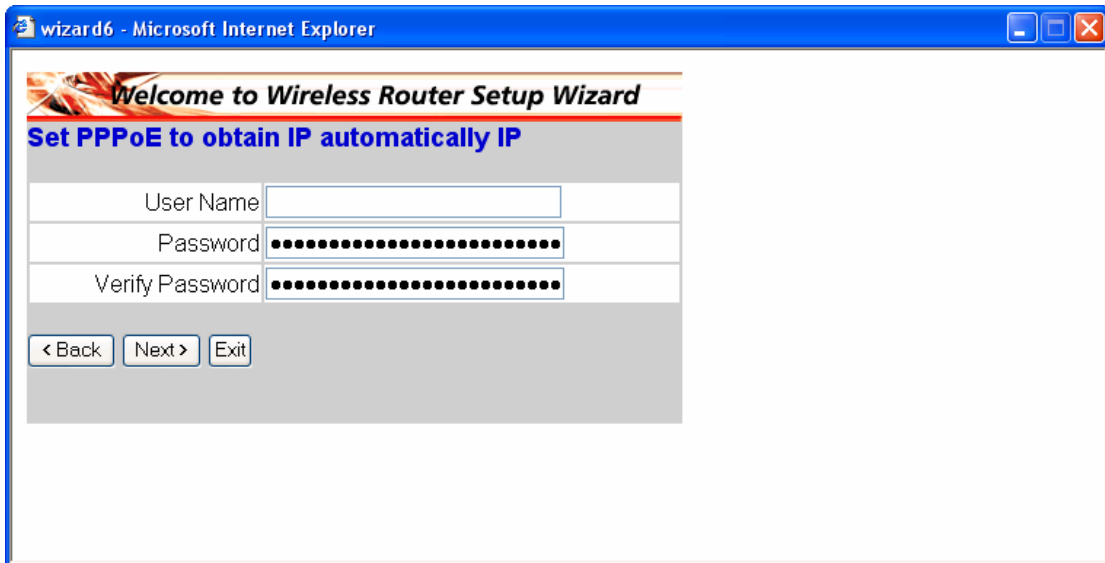 wizard6 - Microsoft Internet Explorer
Welcome to Wireless Router Setup Wizard
Set PPPoE to obtain IP automatically IP
User Name
Password ●●●●●●●●●●●●●●●●●●●●●●●●●
Verify Password ●●●●●●●●●●●●●●●●●●●●●●●●●
< Back Next > Exit